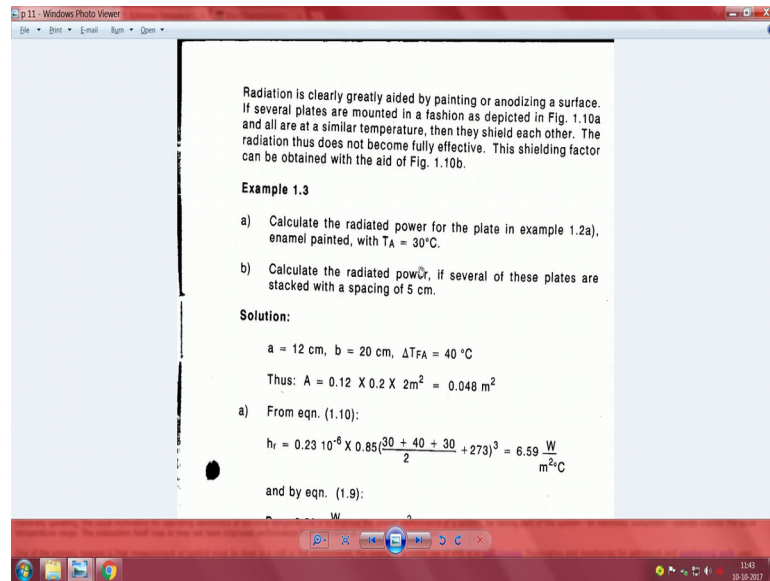 p 11 - Windows Photo Viewer
File Print E-mail Burn Open
Radiation is clearly greatly aided by painting or anodizing a surface.
If several plates are mounted in a fashion as depicted in Fig. 1.10a
and all are at a similar temperature, then they shield each other. The
radiation thus does not become fully effective. This shielding factor
can be obtained with the aid of Fig. 1.10b.
Example 1.3
a) Calculate the radiated power for the plate in example 1.2a),
enamel painted, with TA = 30°C.
b) Calculate the radiated power, if several of these plates are
stacked with a spacing of 5 cm.
Solution:
a = 12 cm, b = 20 cm, ΔTFA = 40 °C
Thus: A = 0.12 X 0.2 X 2m² = 0.048 m²
a) From eqn. (1.10):
hr = 0.23 10⁻⁶ X 0.85(30 + 40 + 30 / 2 + 273)³ = 6.59 W / m²°C
and by eqn. (1.9):
11:43
10-10-2017